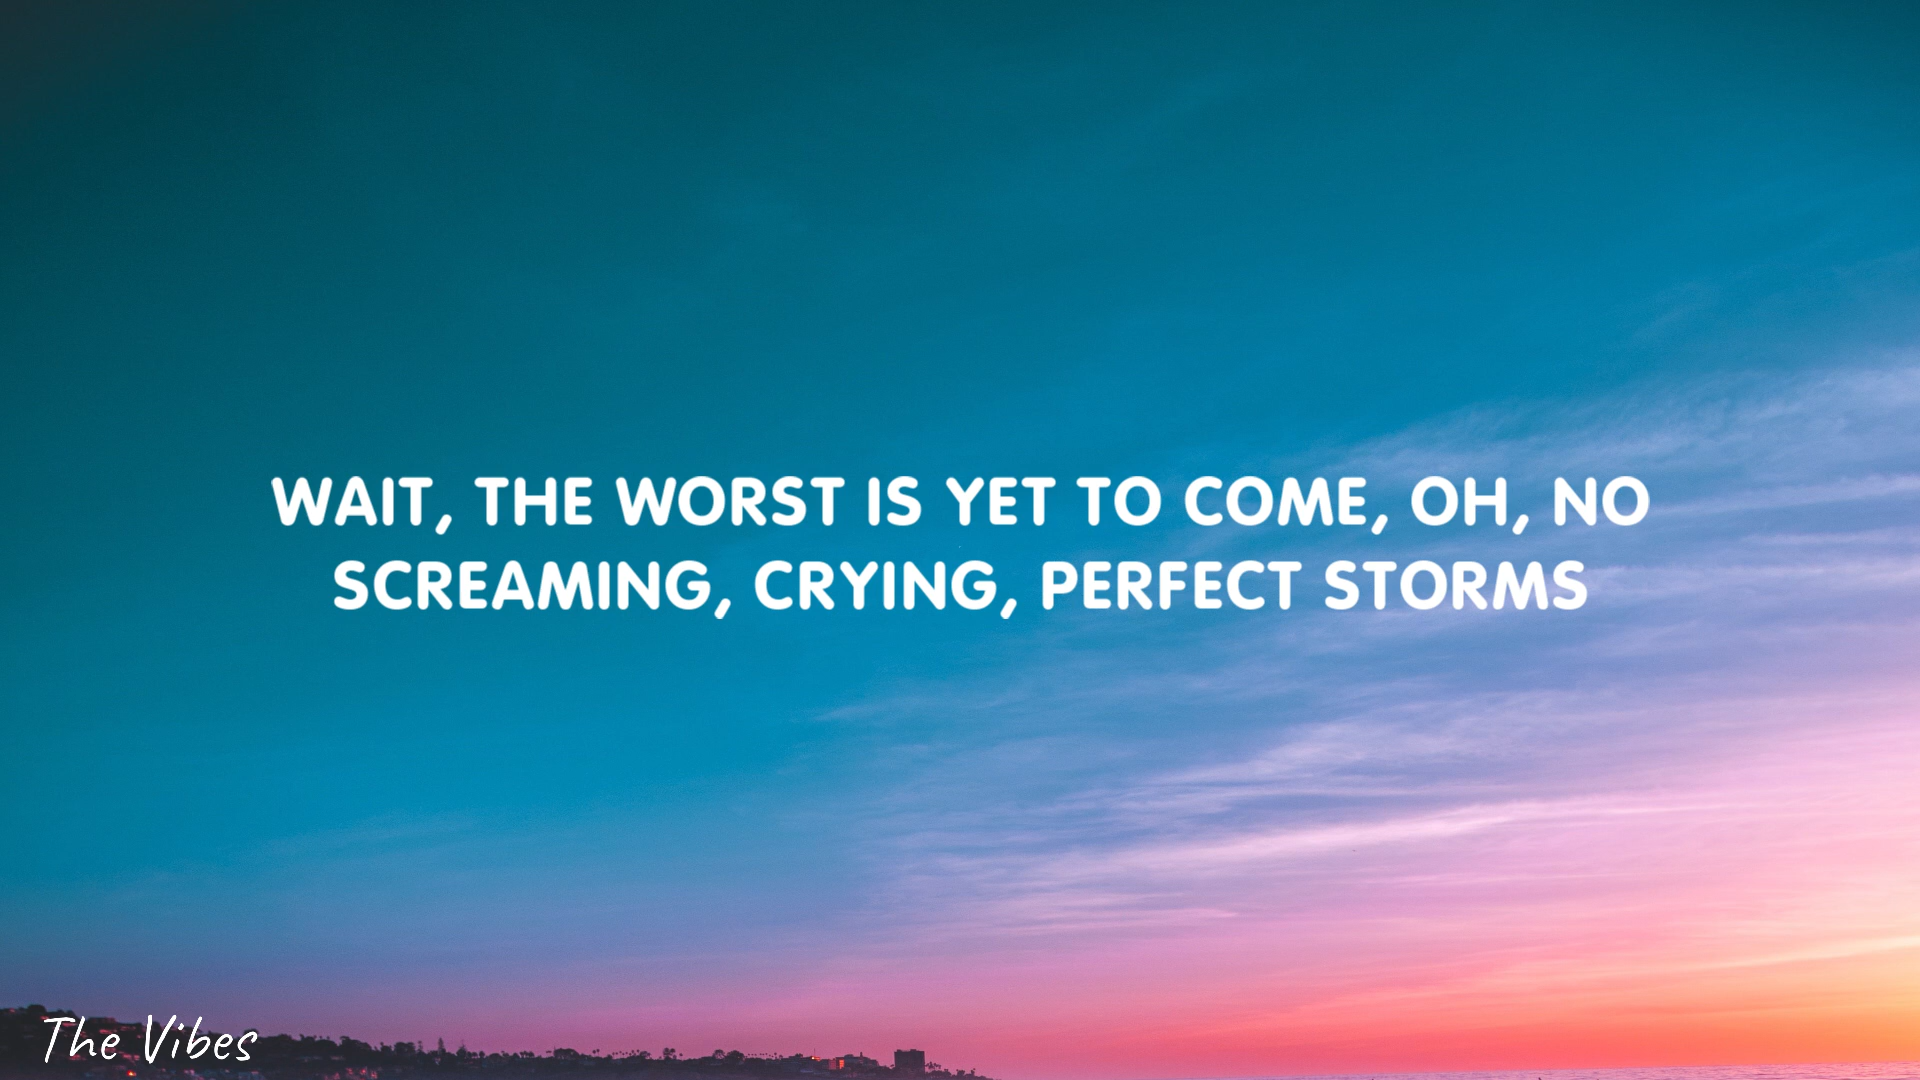 WAIT, THE WORST IS YET TO COME, OH, NO
SCREAMING, CRYING, PERFECT STORMS
The Vibes